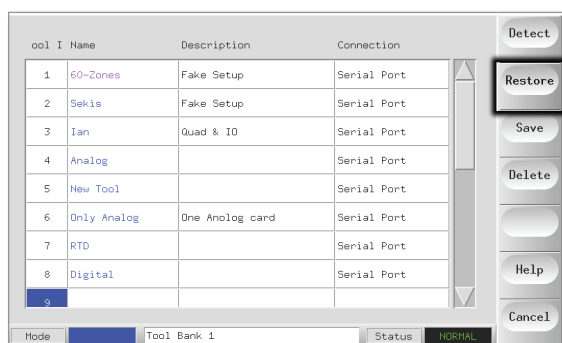 ool I Name Description Connection
1 60-Zones Fake Setup Serial Port
2 Sekis Fake Setup Serial Port
3 Ian Quad & IO Serial Port
4 Analog Serial Port
5 New Tool Serial Port
6 Only Analog One Anolog card Serial Port
7 RTD Serial Port
8 Digital Serial Port
9
Detect
Restore
Save
Delete
Help
Cancel
Mode Tool Bank 1 Status NORMAL